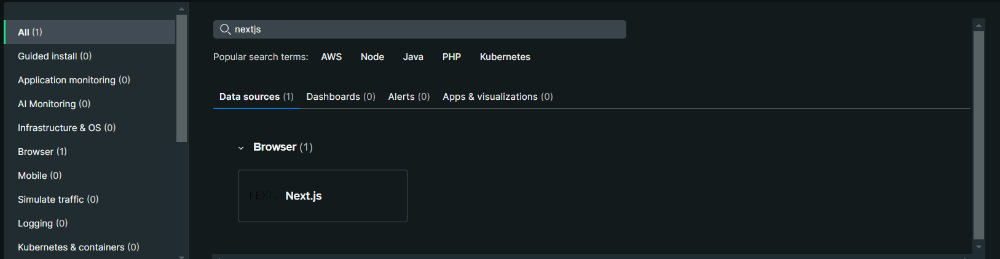 All (1)
Guided install (0)
Application monitoring (0)
AI Monitoring (0)
Infrastructure & OS (0)
Browser (1)
Mobile (0)
Simulate traffic (0)
Logging (0)
Kubernetes & containers (0)
nextjs
Popular search terms: AWS Node Java PHP Kubernetes
Data sources (1) Dashboards (0) Alerts (0) Apps & visualizations (0)
Browser (1)
NEXT.js Next.js